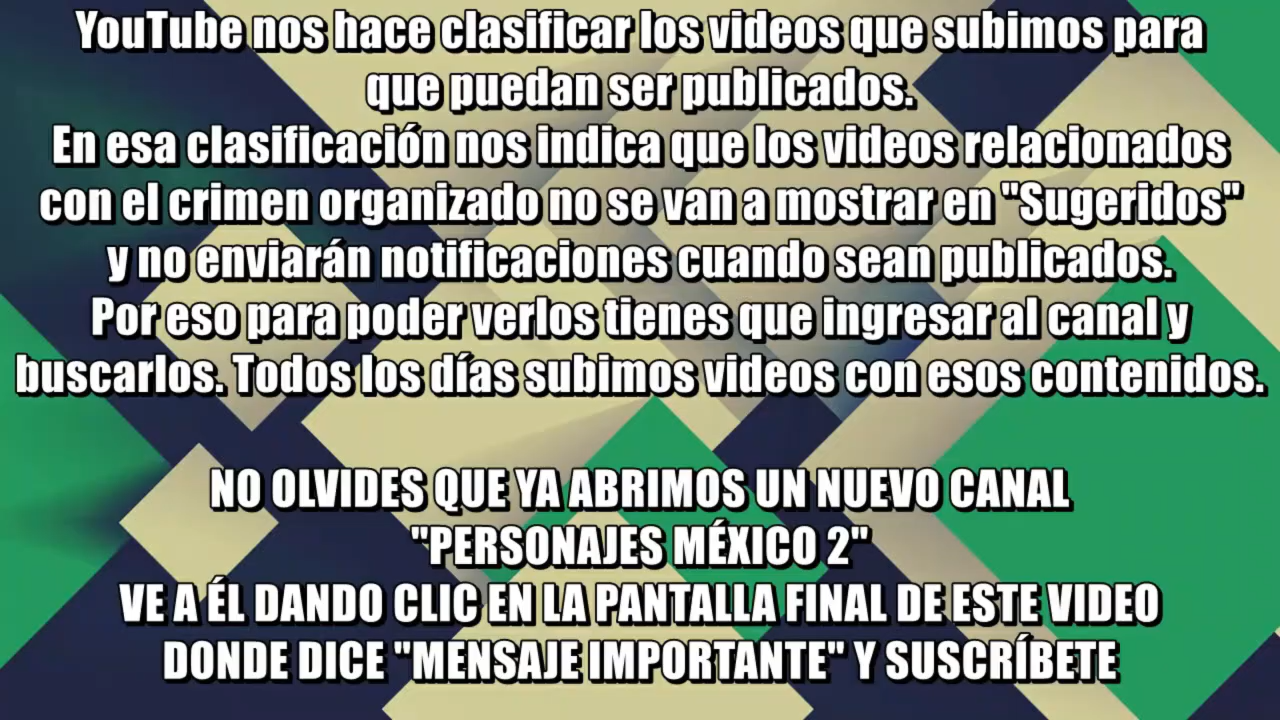 YouTube nos hace clasificar los videos que subimos para
que puedan ser publicados.
En esa clasificación nos indica que los videos relacionados
con el crimen organizado no se van a mostrar en "Sugeridos"
y no enviarán notificaciones cuando sean publicados.
Por eso para poder verlos tienes que ingresar al canal y
buscarlos. Todos los días subimos videos con esos contenidos.
NO OLVIDES QUE YA ABRIMOS UN NUEVO CANAL
"PERSONAJES MÉXICO 2"
VE A ÉL DANDO CLIC EN LA PANTALLA FINAL DE ESTE VIDEO
DONDE DICE "MENSAJE IMPORTANTE" Y SUSCRÍBETE